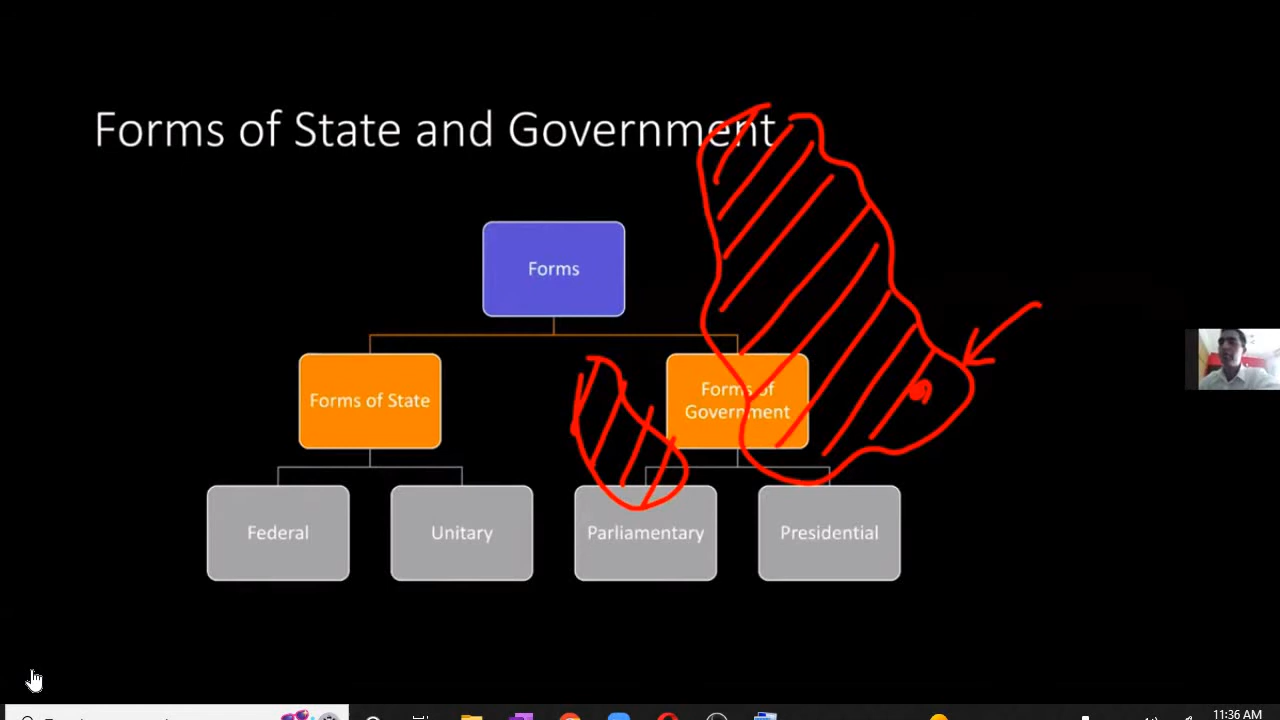 Forms of State and Government
Forms
Forms of State
Forms of
Government
Federal
Unitary
Parliamentary
Presidential
11:36 AM